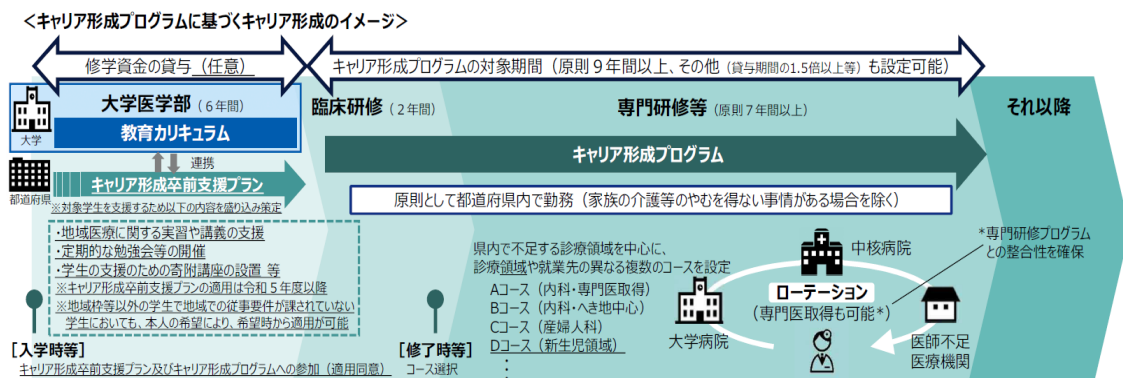 <キャリア形成プログラムに基づくキャリア形成のイメージ>
修学資金の貸与（任意）
キャリア形成プログラムの対象期間（原則９年間以上、その他（貸与期間の1.5倍以上等）も設定可能）
大学
大学医学部（６年間）
教育カリキュラム
臨床研修（２年間）
専門研修等（原則７年間以上）
それ以降
連携
都道府県
キャリア形成卒前支援プラン
キャリア形成プログラム
※対象学生を支援するため以下の内容を盛り込み策定
原則として都道府県内で勤務（家族の介護等のやむを得ない事情がある場合を除く）
・地域医療に関する実習や講義の支援
・定期的な勉強会等の開催
・学生の支援のための寄附講座の設置 等
※キャリア形成卒前支援プランの適用は令和５年度以降
※地域枠等以外の学生で地域での従事要件が課されていない
学生においても、本人の希望により、希望時から適用が可能
[入学時等]
キャリア形成卒前支援プラン及びキャリア形成プログラムへの参加（適用同意）
[修了時等]
コース選択
県内で不足する診療領域を中心に、
診療領域や就業先の異なる複数のコースを設定
Aコース（内科・専門医取得）
Bコース（内科・へき地中心）
Cコース（産婦人科）
Dコース（新生児領域）
・
・
中核病院
*専門研修プログラム
との整合性を確保
ローテーション
（専門医取得も可能*）
大学病院
医師不足
医療機関